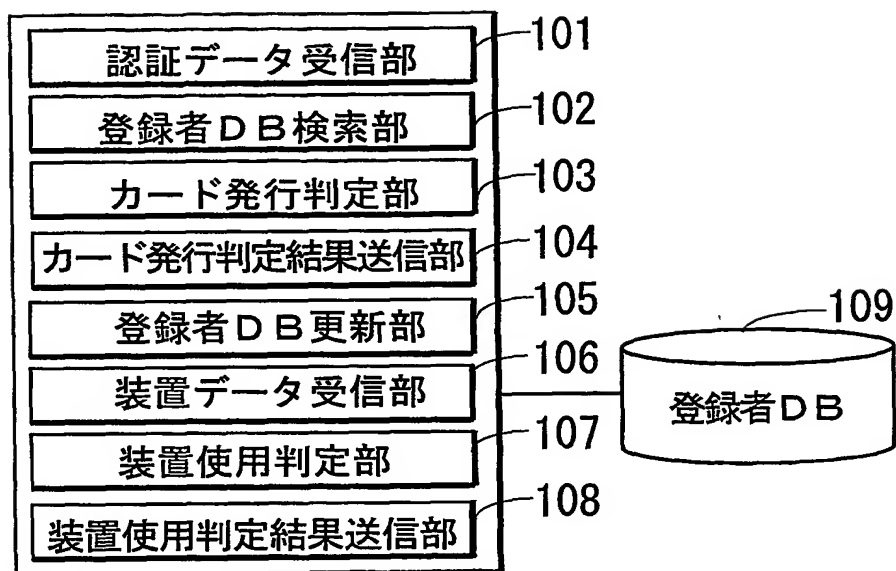 認証データ受信部 101
登録者DB検索部 102
カード発行判定部 103
カード発行判定結果送信部 104
登録者DB更新部 105
装置データ受信部 106
装置使用判定部 107
装置使用判定結果送信部 108
109
登録者DB